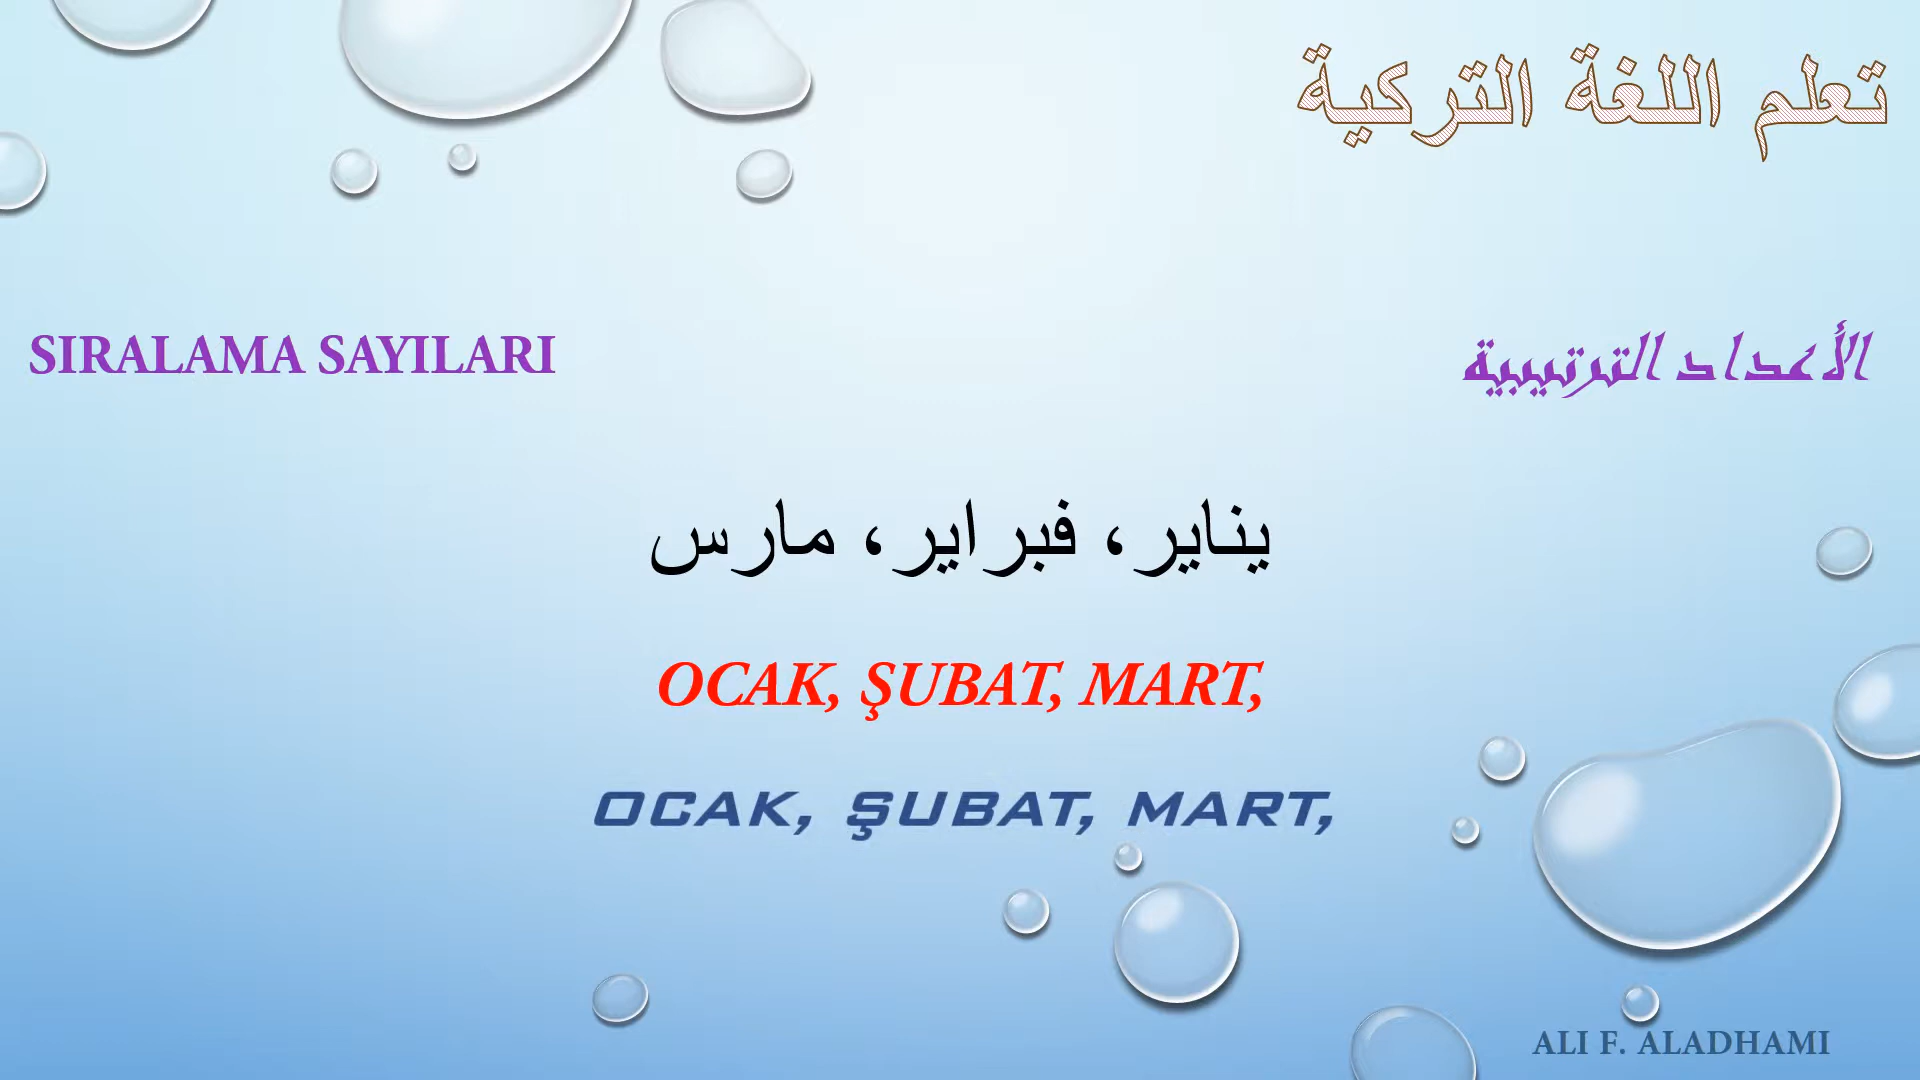 تعلم اللغة التركية
SIRALAMA SAYILARI
الأعداد الترتيبية
يناير، فبراير، مارس
OCAK, ŞUBAT, MART,
OCAK, ŞUBAT, MART,
ALI F. ALADHAMI